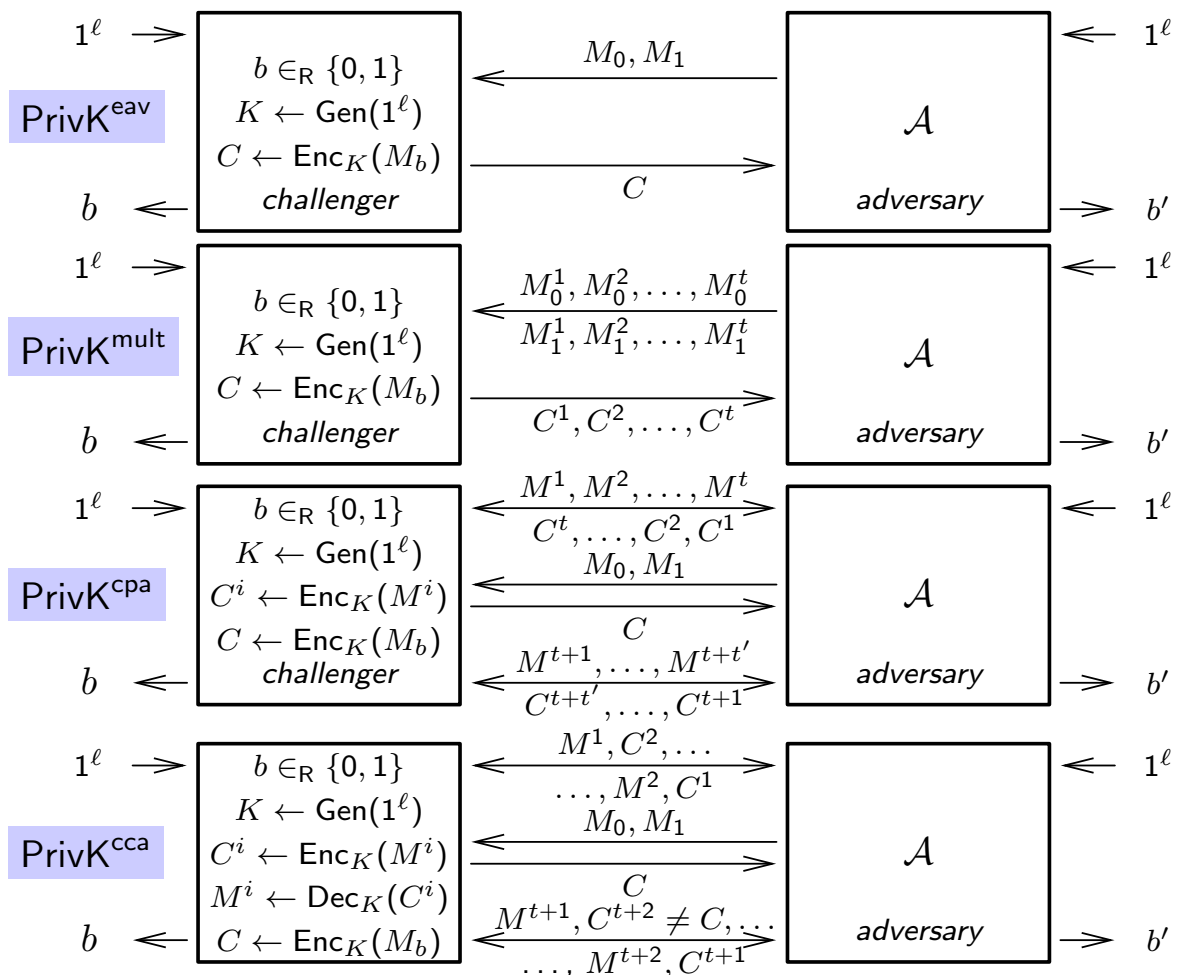 1^ℓ
b ∈_R {0, 1}
K ← Gen(1^ℓ)
C ← Enc_K(M_b)
challenger
PrivK^eav
b
M_0, M_1
C
𝒜
adversary
1^ℓ
b′
1^ℓ
b ∈_R {0, 1}
K ← Gen(1^ℓ)
C ← Enc_K(M_b)
challenger
PrivK^mult
b
M_0^1, M_0^2, . . . , M_0^t
M_1^1, M_1^2, . . . , M_1^t
C^1, C^2, . . . , C^t
𝒜
adversary
1^ℓ
b′
1^ℓ
b ∈_R {0, 1}
K ← Gen(1^ℓ)
C^i ← Enc_K(M^i)
C ← Enc_K(M_b)
challenger
PrivK^cpa
b
M^1, M^2, . . . , M^t
C^t, . . . , C^2, C^1
M_0, M_1
C
M^{t+1}, . . . , M^{t+t′}
C^{t+t′}, . . . , C^{t+1}
𝒜
adversary
1^ℓ
b′
1^ℓ
b ∈_R {0, 1}
K ← Gen(1^ℓ)
C^i ← Enc_K(M^i)
M^i ← Dec_K(C^i)
C ← Enc_K(M_b)
PrivK^cca
b
M^1, C^2, . . .
. . . , M^2, C^1
M_0, M_1
C
M^{t+1}, C^{t+2} ≠ C, . . .
. . . , M^{t+2}, C^{t+1}
𝒜
adversary
1^ℓ
b′